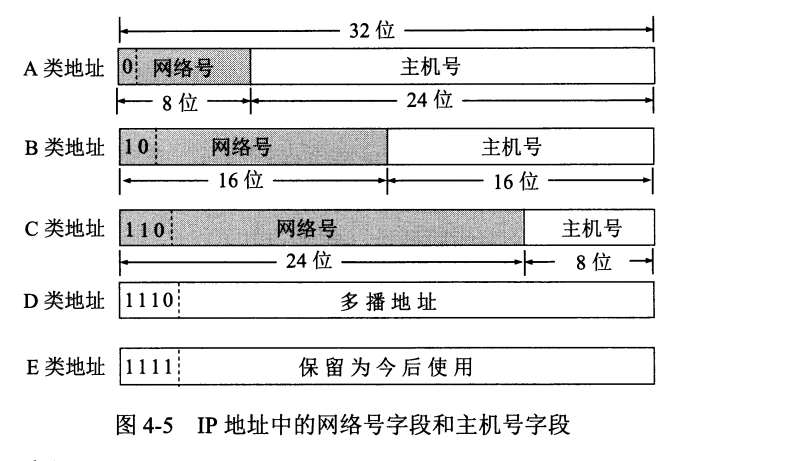 32 位
A 类地址 0 网络号 主机号
8 位 24 位
B 类地址 10 网络号 主机号
16 位 16 位
C 类地址 110 网络号 主机号
24 位 8 位
D 类地址 1110 多播地址
E 类地址 1111 保留为今后使用
图 4-5 IP 地址中的网络号字段和主机号字段